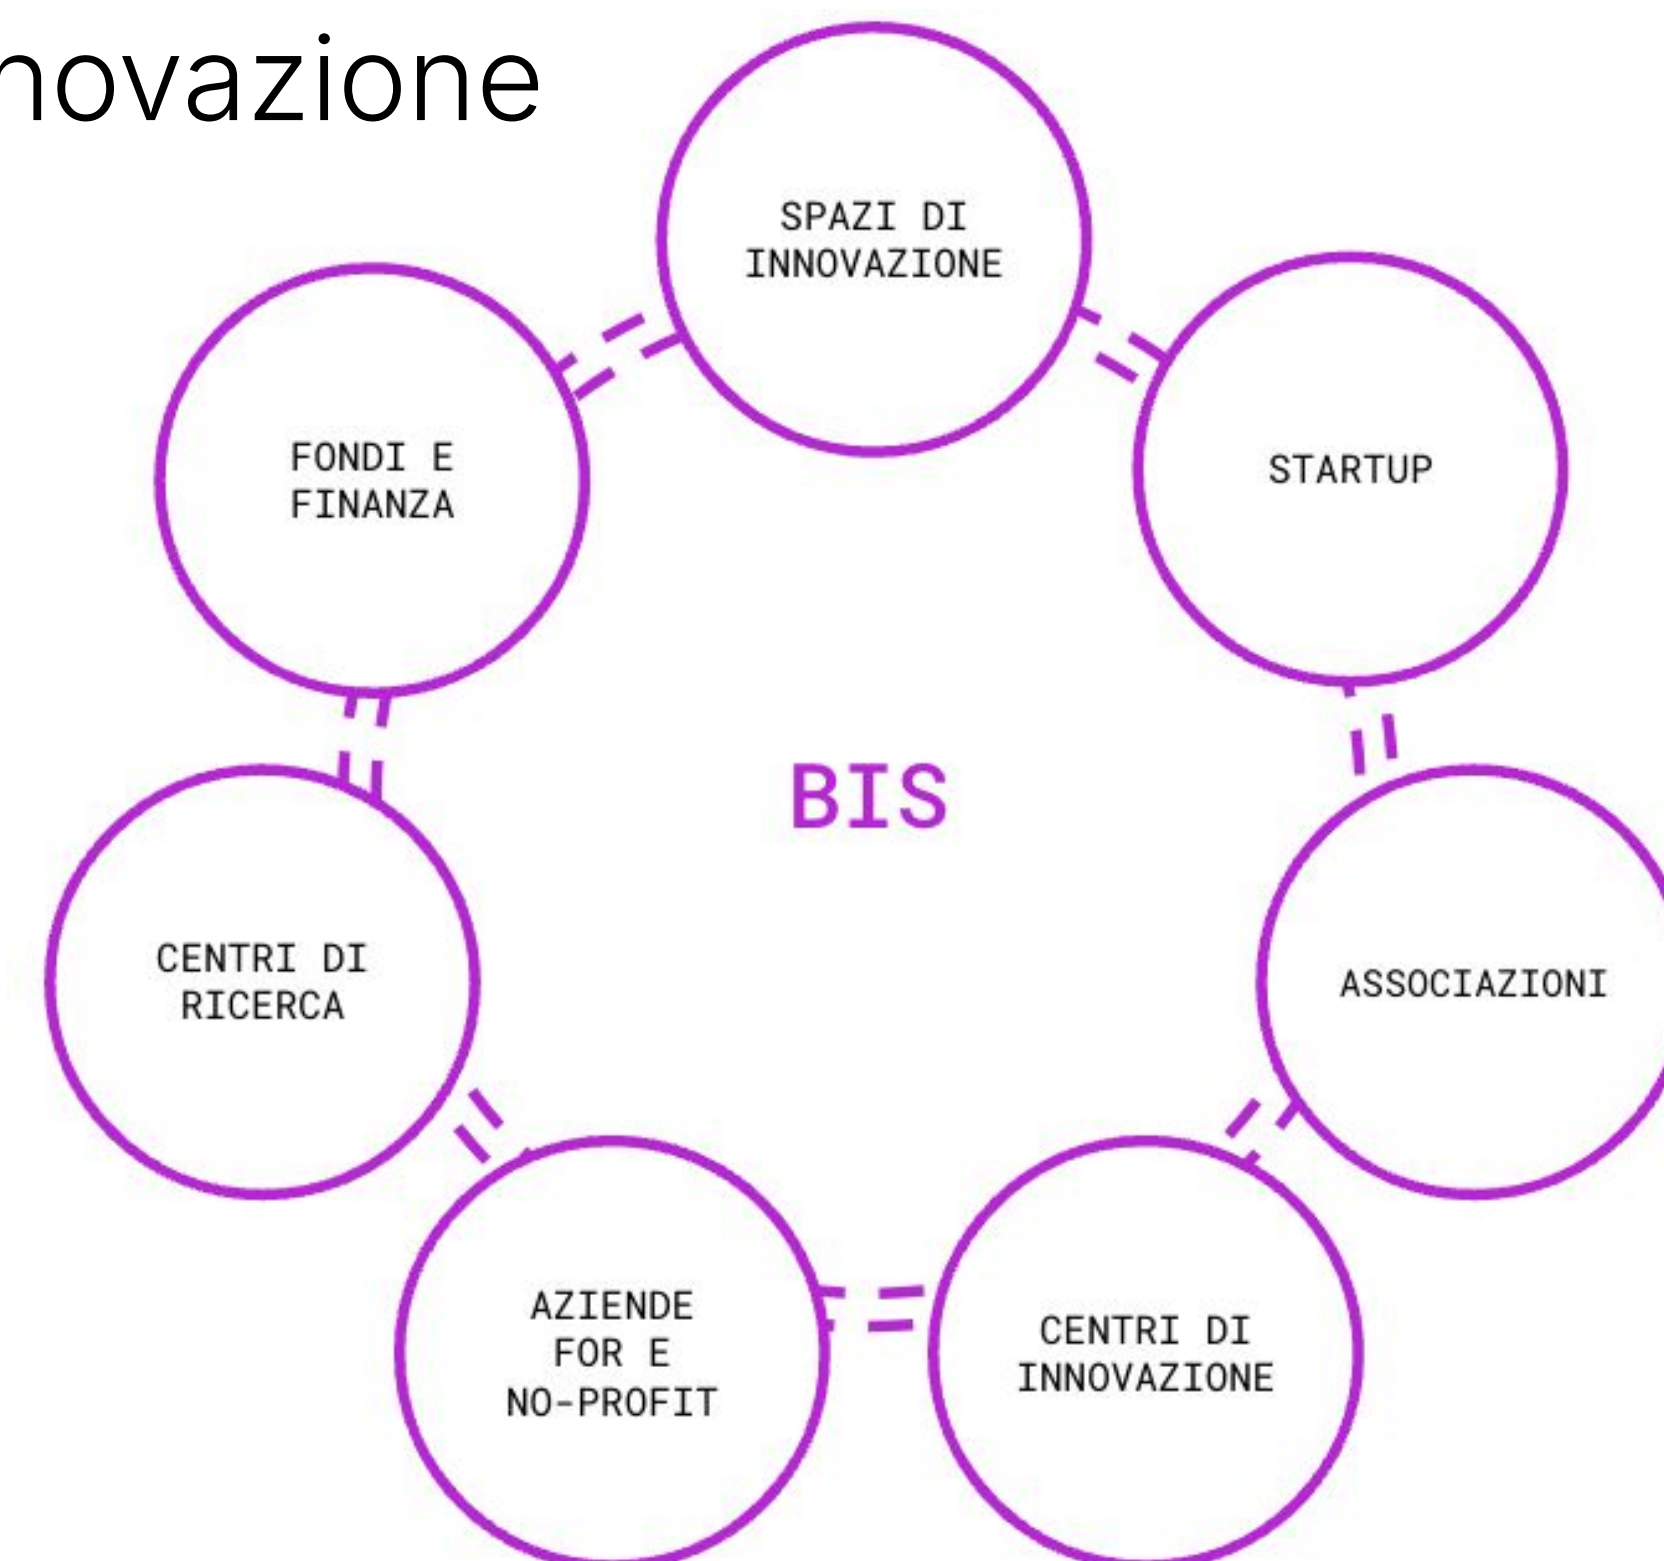 novazione
SPAZI DI
INNOVAZIONE
FONDI E
FINANZA
STARTUP
BIS
CENTRI DI
RICERCA
ASSOCIAZIONI
AZIENDE
FOR E
NO-PROFIT
CENTRI DI
INNOVAZIONE